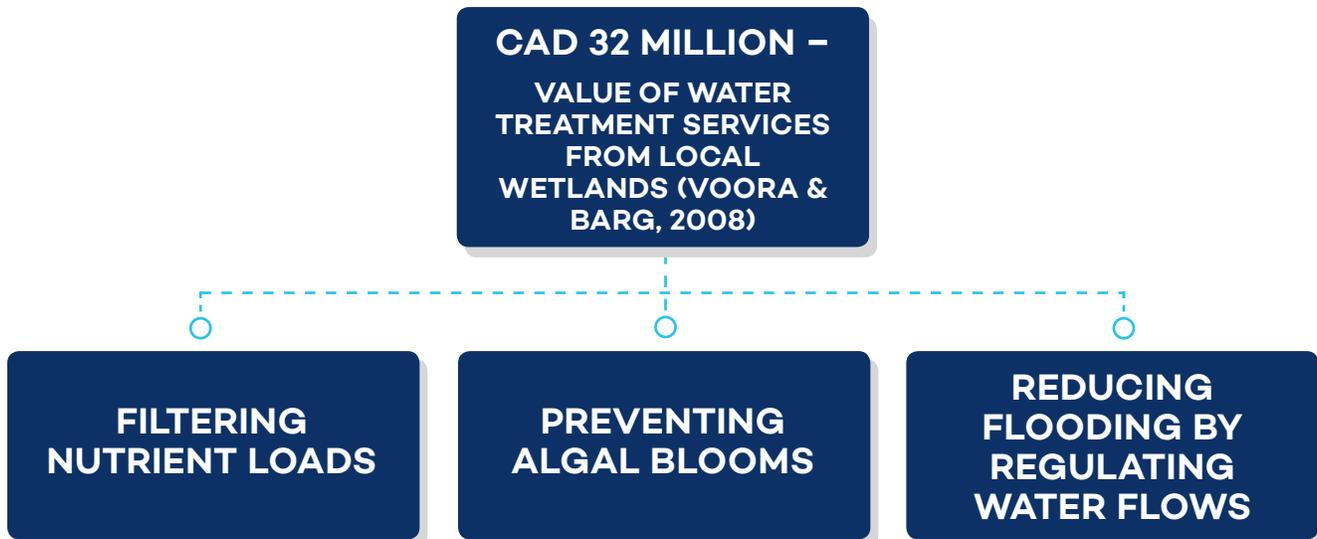 CAD 32 MILLION –
VALUE OF WATER
TREATMENT SERVICES
FROM LOCAL
WETLANDS (VOORA &
BARG, 2008)
FILTERING
NUTRIENT LOADS
PREVENTING
ALGAL BLOOMS
REDUCING
FLOODING BY
REGULATING
WATER FLOWS